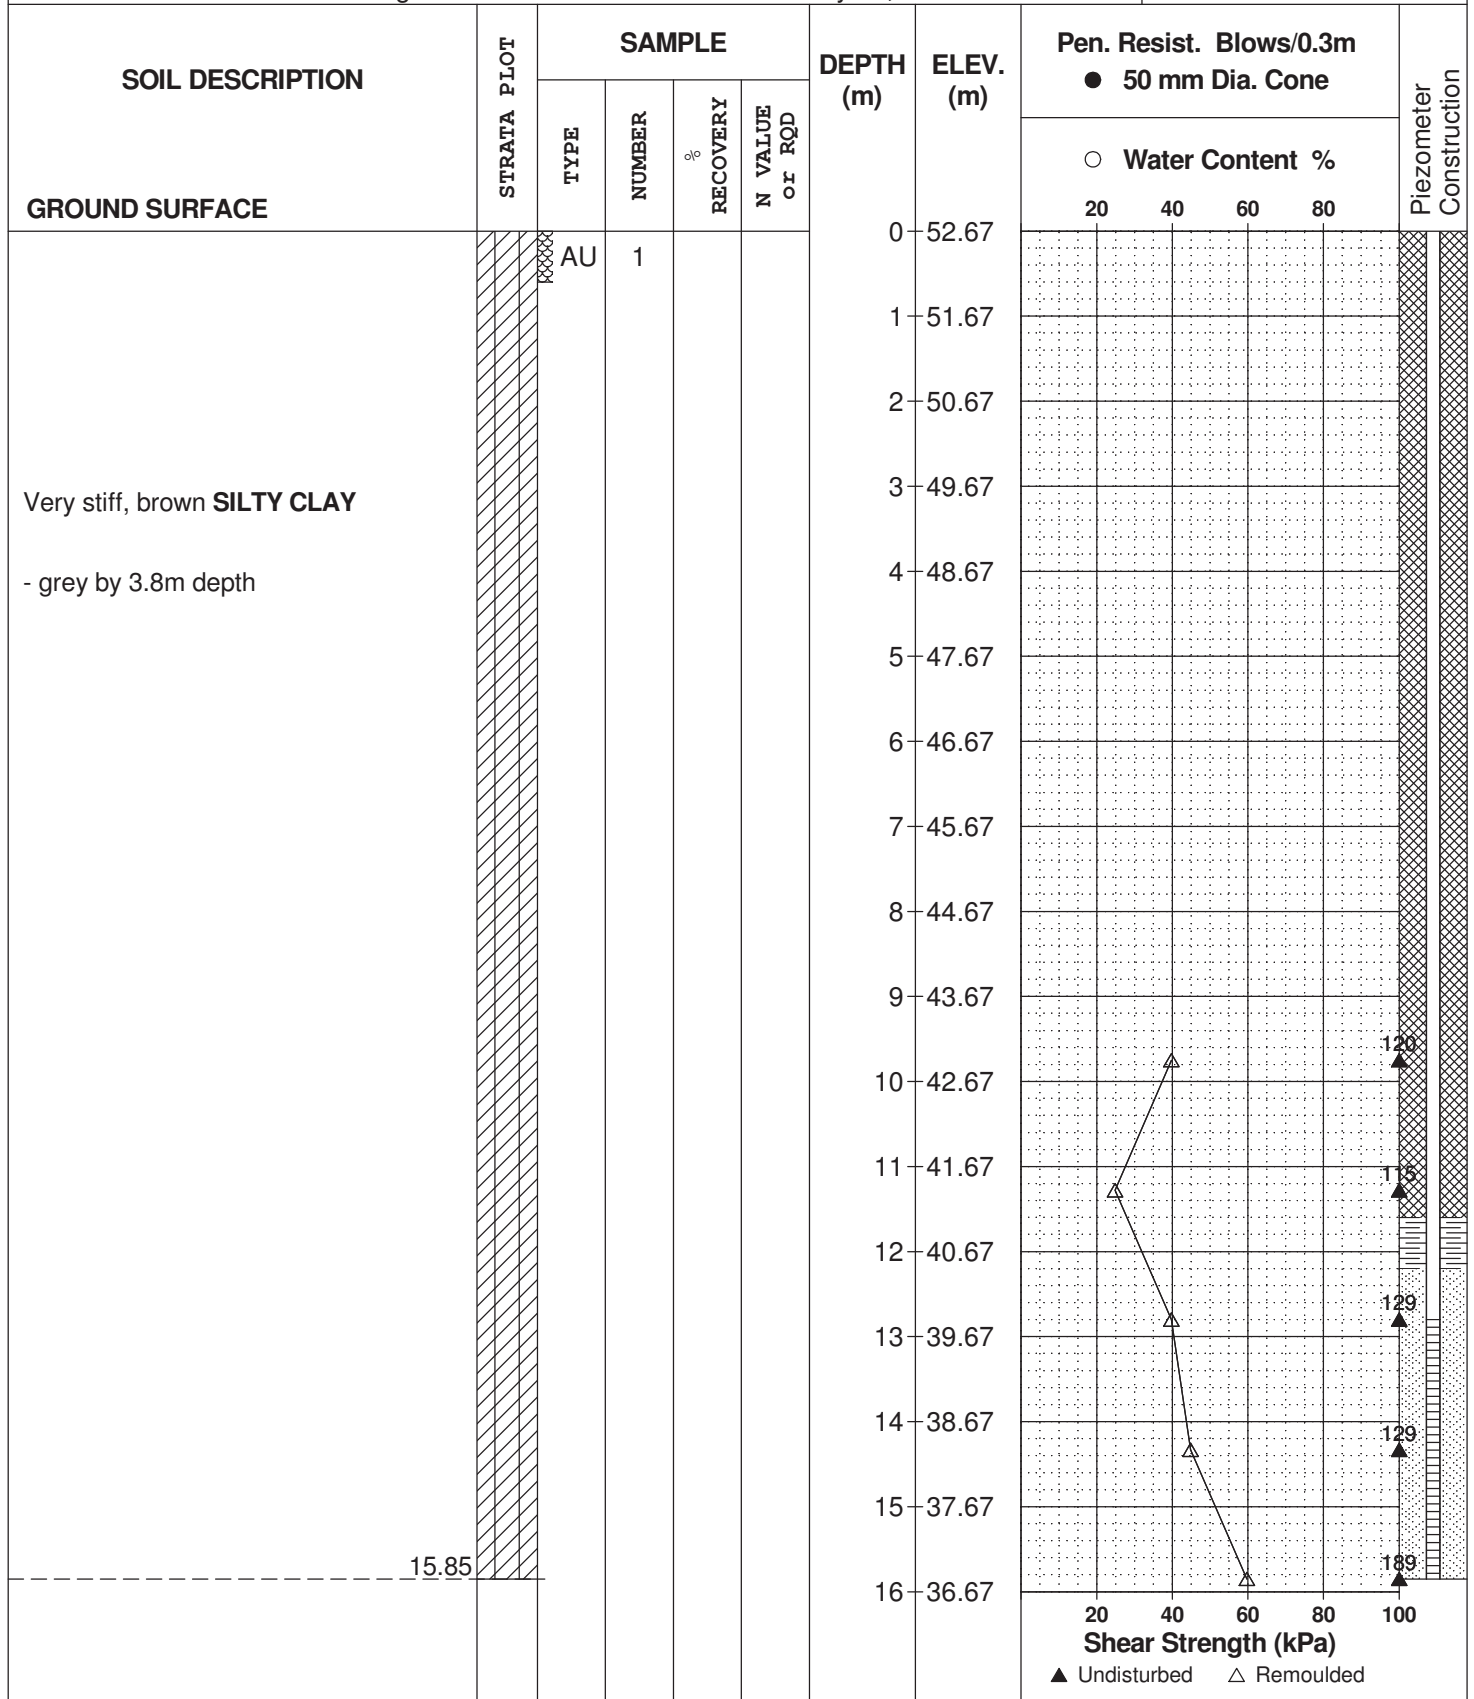 SOIL DESCRIPTION
GROUND SURFACE
STRATA PLOT
SAMPLE
TYPE
NUMBER
%
RECOVERY
N VALUE
or RQD
DEPTH
(m)
ELEV.
(m)
Pen. Resist. Blows/0.3m
● 50 mm Dia. Cone
○ Water Content %
20 40 60 80
Piezometer
Construction
0 52.67
AU 1
1 51.67
2 50.67
3 49.67
Very stiff, brown SILTY CLAY
4 48.67
- grey by 3.8m depth
5 47.67
6 46.67
7 45.67
8 44.67
9 43.67
120
10 42.67
11 41.67
115
12 40.67
129
13 39.67
14 38.67
129
15 37.67
15.85
189
16 36.67
20 40 60 80 100
Shear Strength (kPa)
▲ Undisturbed △ Remoulded